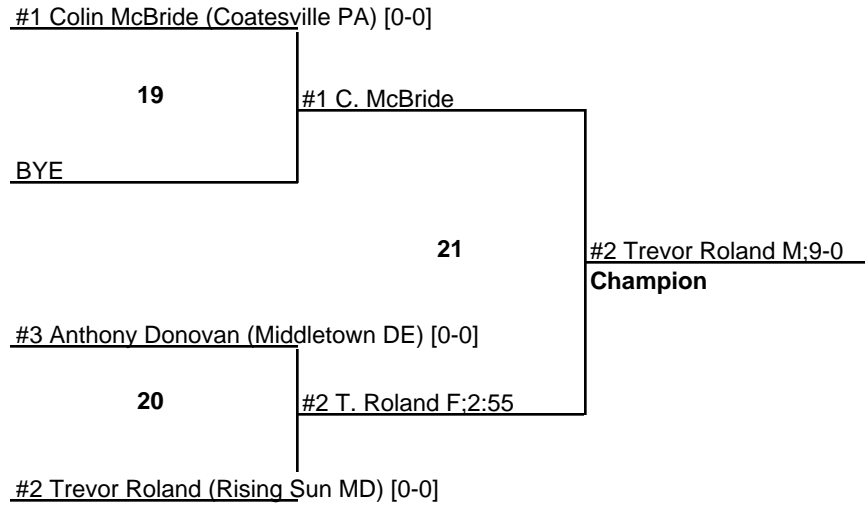 #1 Colin McBride (Coatesville PA) [0-0]
19
#1 C. McBride
BYE
21
#2 Trevor Roland M;9-0
Champion
#3 Anthony Donovan (Middletown DE) [0-0]
20
#2 T. Roland F;2:55
#2 Trevor Roland (Rising Sun MD) [0-0]